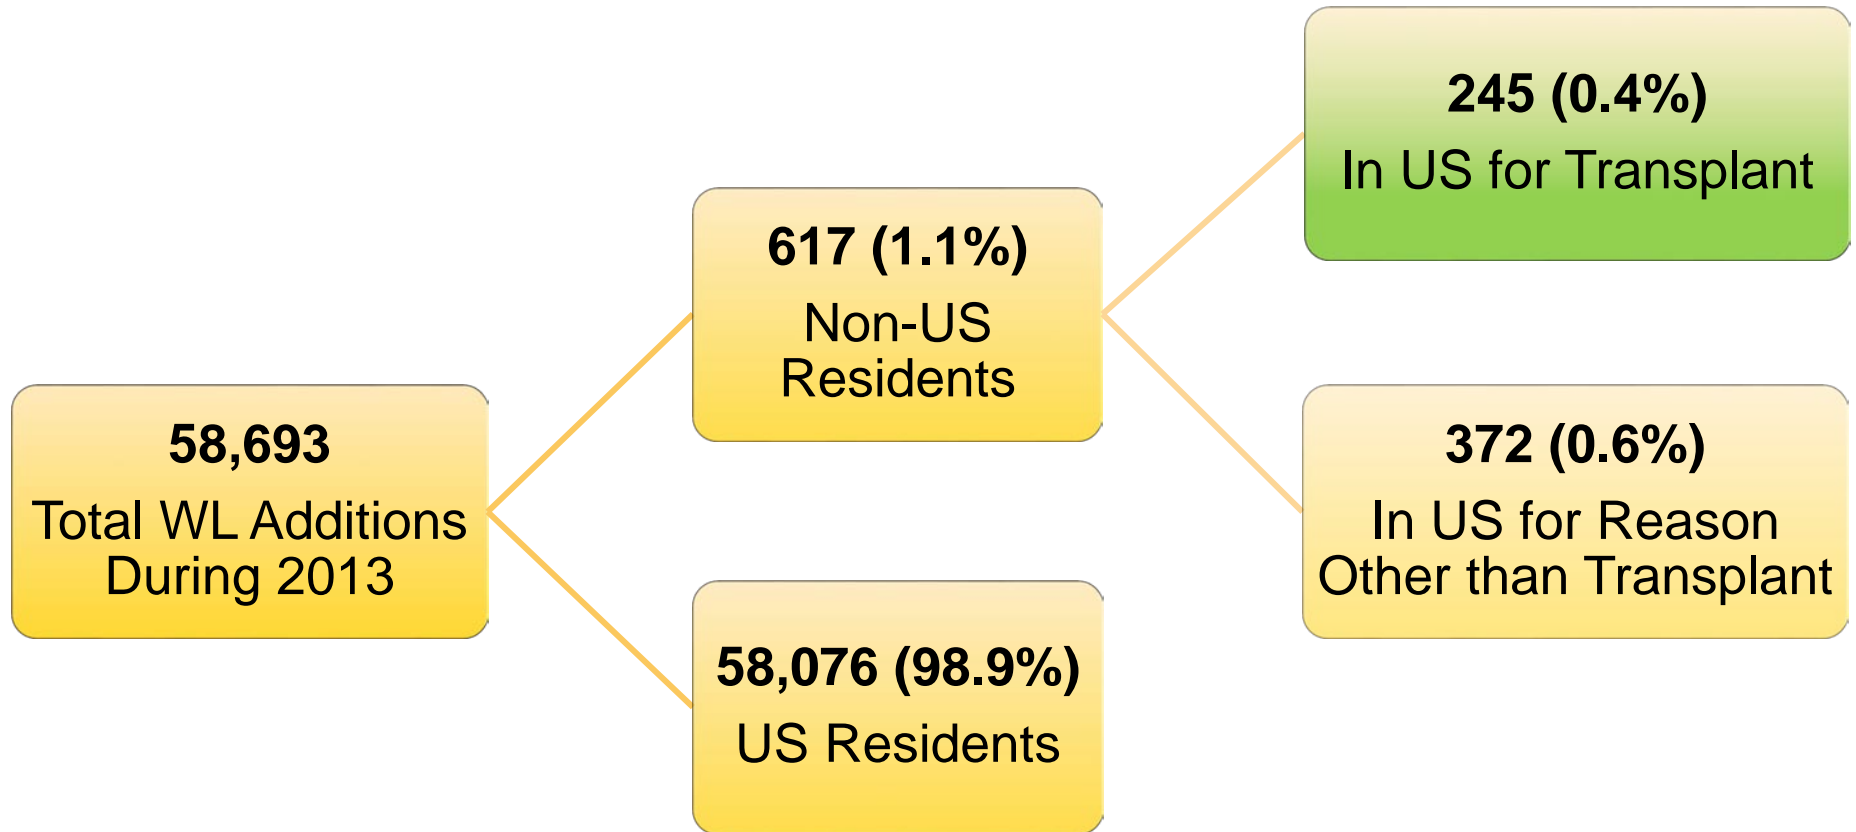 58,693
Total WL Additions
During 2013
617 (1.1%)
Non-US
Residents
58,076 (98.9%)
US Residents
245 (0.4%)
In US for Transplant
372 (0.6%)
In US for Reason
Other than Transplant